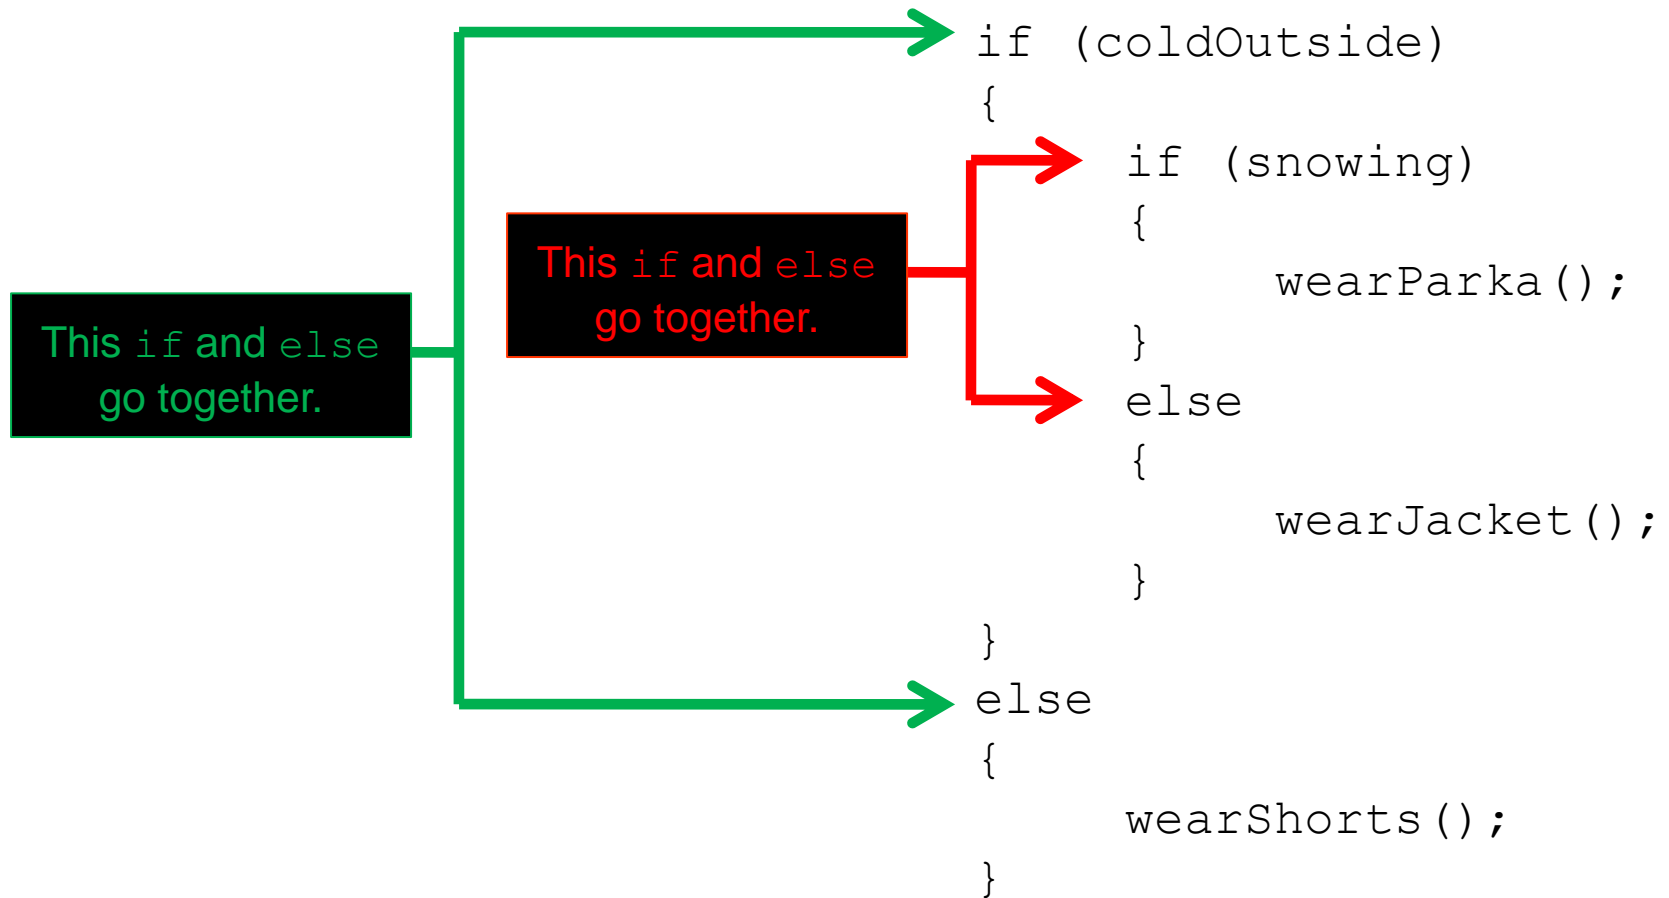 if (coldOutside)
{
if (snowing)
{
wearParka();
}
else
{
wearJacket();
}
}
else
{
wearShorts();
}
This if and else
go together.
This if and else
go together.